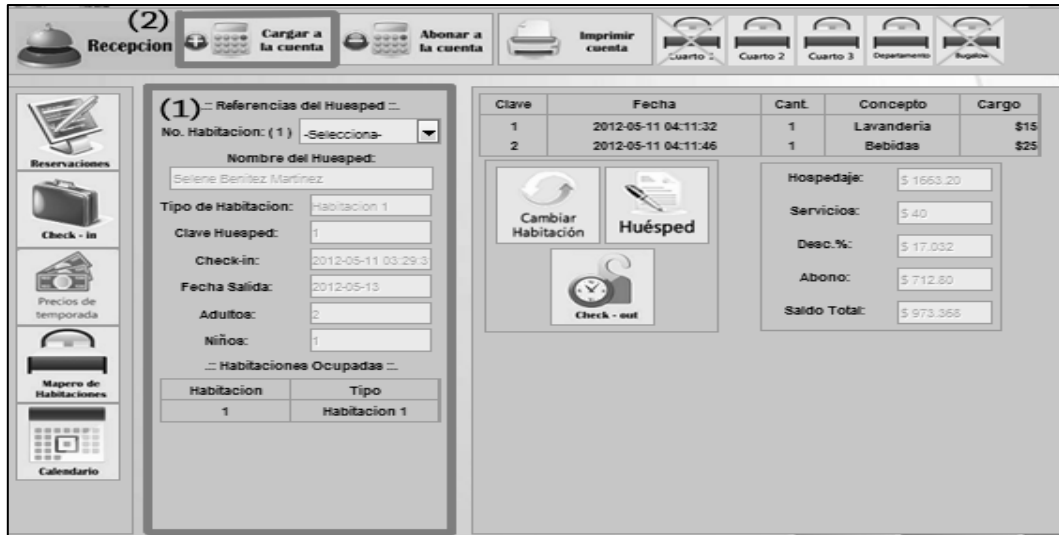 (2)
Recepcion
Cargar a
la cuenta
Abonar a
la cuenta
Imprimir
cuenta
Cuarto 1
Cuarto 2
Cuarto 3
Departamento
Bugalow
Reservaciones
Check - in
Precios de
temporada
Mapero de
Habitaciones
Calendario
(1) .:: Referencias del Huesped ::.
No. Habitacion: ( 1 ) -Selecciona-
Nombre del Huesped:
Selene Benitez Martinez
Tipo de Habitacion: Habitacion 1
Clave Huesped: 1
Check-in: 2012-05-11 03:29:3
Fecha Salida: 2012-05-13
Adultos: 2
Niños: 1
.:: Habitaciones Ocupadas ::.
Habitacion Tipo
1 Habitacion 1
Clave Fecha Cant. Concepto Cargo
1 2012-05-11 04:11:32 1 Lavanderia $15
2 2012-05-11 04:11:46 1 Bebidas $25
Cambiar
Habitación
Huésped
Check - out
Hospedaje: $ 1663.20
Servicios: $ 40
Desc.%: $ 17.032
Abono: $ 712.80
Saldo Total: $ 973.368